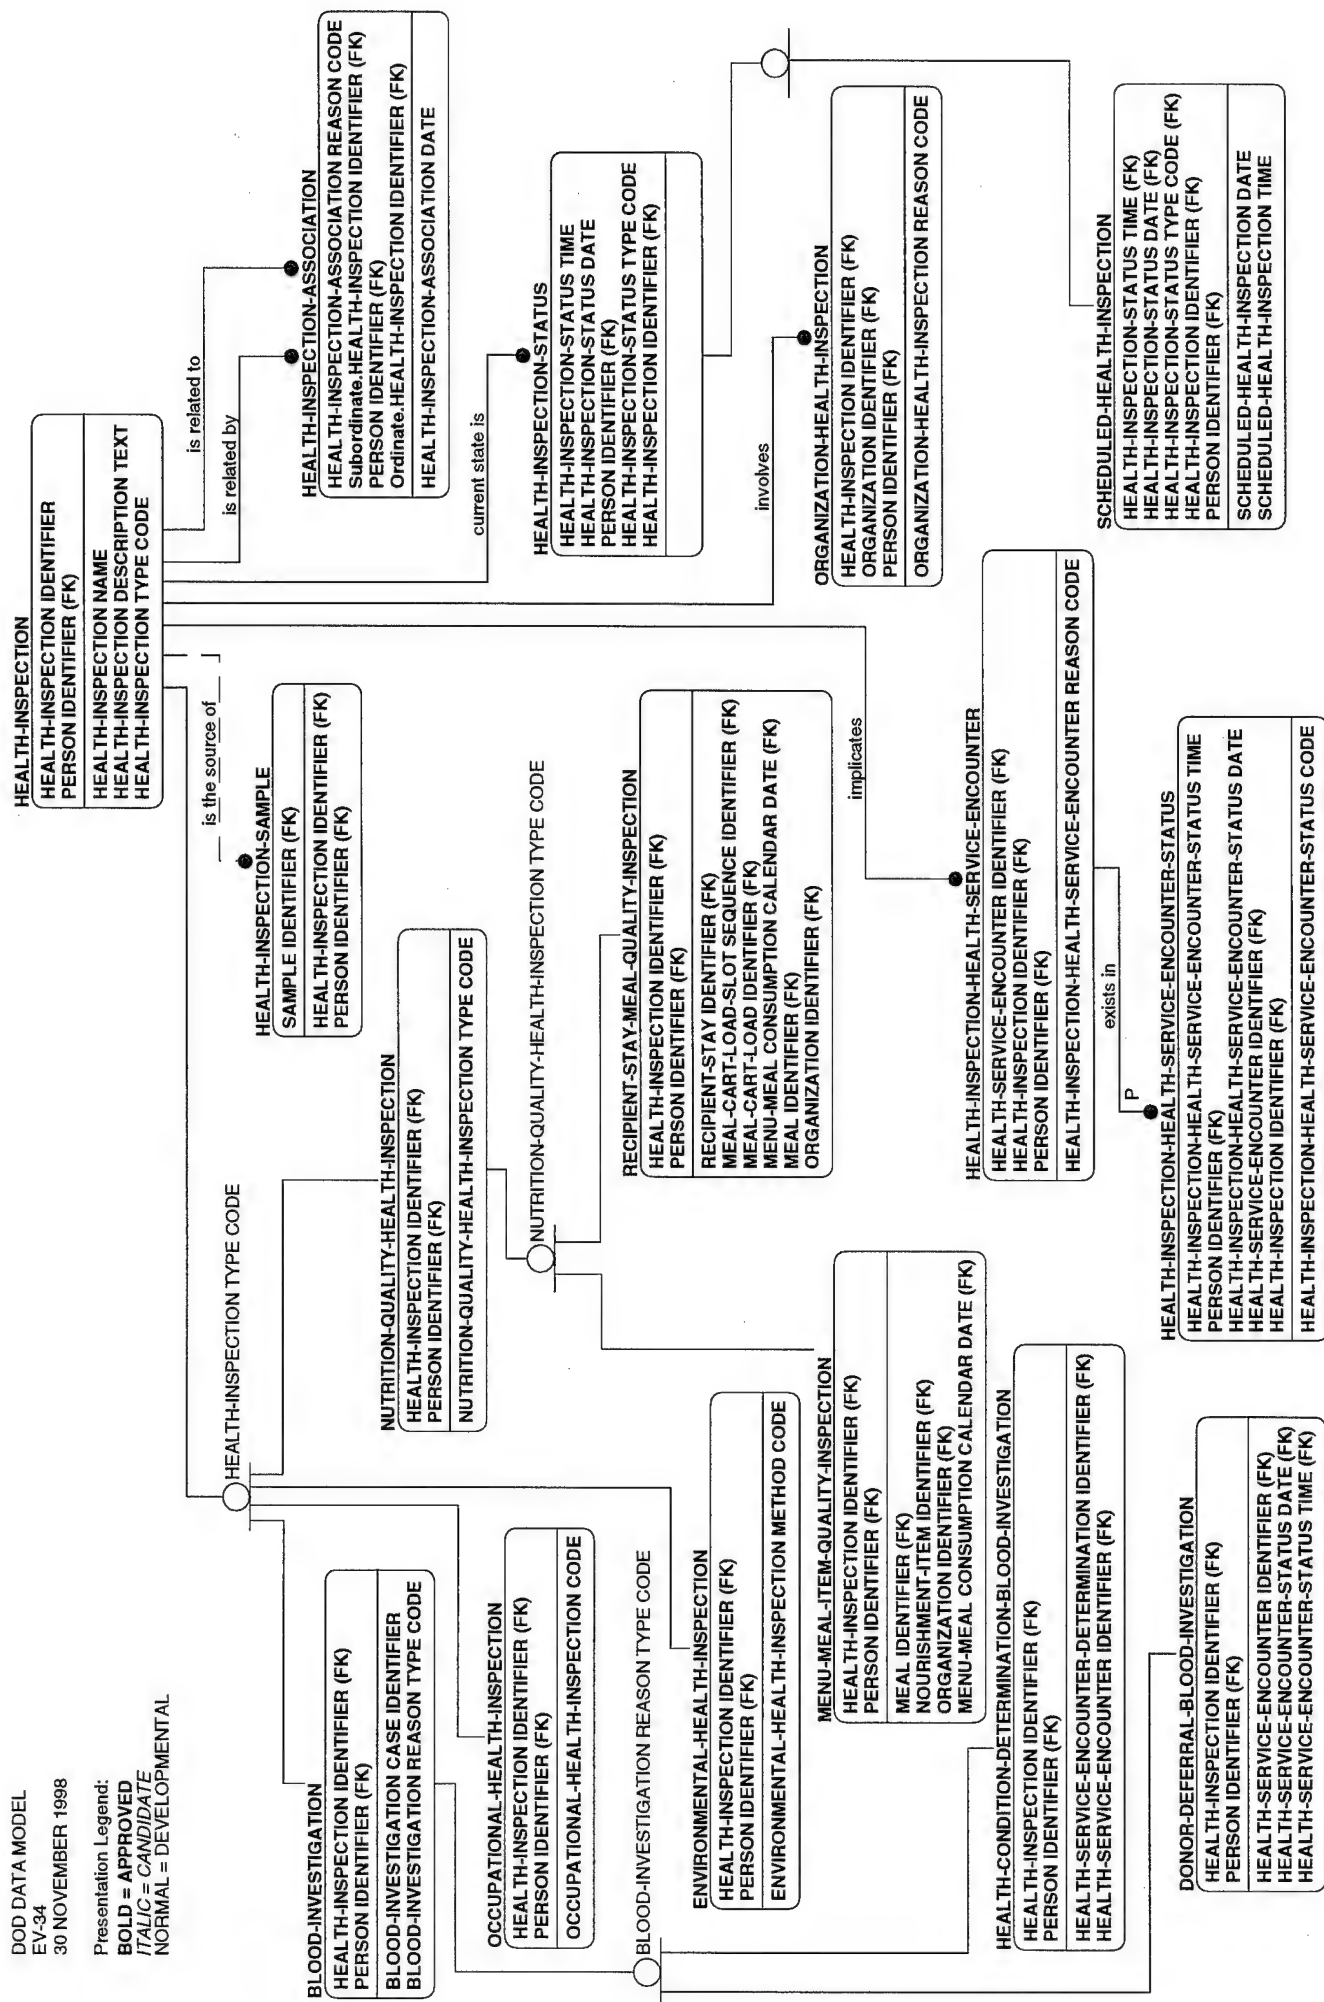 DOD DATA MODEL
EV-34
30 NOVEMBER 1998
Presentation Legend:
BOLD = APPROVED
ITALIC = CANDIDATE
NORMAL = DEVELOPMENTAL
HEALTH-INSPECTION
HEALTH-INSPECTION IDENTIFIER
PERSON IDENTIFIER (FK)
HEALTH-INSPECTION NAME
HEALTH-INSPECTION DESCRIPTION TEXT
HEALTH-INSPECTION TYPE CODE
is related to
is related by
current state is
involves
implicates
is the source of
HEALTH-INSPECTION-ASSOCIATION
HEALTH-INSPECTION-ASSOCIATION REASON CODE
Subordinate.HEALTH-INSPECTION IDENTIFIER (FK)
PERSON IDENTIFIER (FK)
Ordinate.HEALTH-INSPECTION IDENTIFIER (FK)
HEALTH-INSPECTION-ASSOCIATION DATE
HEALTH-INSPECTION-SAMPLE
SAMPLE IDENTIFIER (FK)
HEALTH-INSPECTION IDENTIFIER (FK)
PERSON IDENTIFIER (FK)
HEALTH-INSPECTION TYPE CODE
BLOOD-INVESTIGATION
HEALTH-INSPECTION IDENTIFIER (FK)
PERSON IDENTIFIER (FK)
BLOOD-INVESTIGATION CASE IDENTIFIER
BLOOD-INVESTIGATION REASON TYPE CODE
NUTRITION-QUALITY-HEALTH-INSPECTION
HEALTH-INSPECTION IDENTIFIER (FK)
PERSON IDENTIFIER (FK)
NUTRITION-QUALITY-HEALTH-INSPECTION TYPE CODE
NUTRITION-QUALITY-HEALTH-INSPECTION TYPE CODE
HEALTH-INSPECTION-STATUS
HEALTH-INSPECTION-STATUS TIME
HEALTH-INSPECTION-STATUS DATE
PERSON IDENTIFIER (FK)
HEALTH-INSPECTION-STATUS TYPE CODE
HEALTH-INSPECTION IDENTIFIER (FK)
OCCUPATIONAL-HEALTH-INSPECTION
HEALTH-INSPECTION IDENTIFIER (FK)
PERSON IDENTIFIER (FK)
OCCUPATIONAL-HEALTH-INSPECTION CODE
RECIPIENT-STAY-MEAL-QUALITY-INSPECTION
HEALTH-INSPECTION IDENTIFIER (FK)
PERSON IDENTIFIER (FK)
RECIPIENT-STAY IDENTIFIER (FK)
MEAL-CART-LOAD-SLOT SEQUENCE IDENTIFIER (FK)
MEAL-CART-LOAD IDENTIFIER (FK)
MENU-MEAL CONSUMPTION CALENDAR DATE (FK)
MEAL IDENTIFIER (FK)
ORGANIZATION IDENTIFIER (FK)
BLOOD-INVESTIGATION REASON TYPE CODE
ENVIRONMENTAL-HEALTH-INSPECTION
HEALTH-INSPECTION IDENTIFIER (FK)
PERSON IDENTIFIER (FK)
ENVIRONMENTAL-HEALTH-INSPECTION METHOD CODE
ORGANIZATION-HEALTH-INSPECTION
HEALTH-INSPECTION IDENTIFIER (FK)
ORGANIZATION IDENTIFIER (FK)
PERSON IDENTIFIER (FK)
ORGANIZATION-HEALTH-INSPECTION REASON CODE
MENU-MEAL-ITEM-QUALITY-INSPECTION
HEALTH-INSPECTION IDENTIFIER (FK)
PERSON IDENTIFIER (FK)
MEAL IDENTIFIER (FK)
NOURISHMENT-ITEM IDENTIFIER (FK)
ORGANIZATION IDENTIFIER (FK)
MENU-MEAL CONSUMPTION CALENDAR DATE (FK)
HEALTH-INSPECTION-HEALTH-SERVICE-ENCOUNTER
HEALTH-SERVICE-ENCOUNTER IDENTIFIER (FK)
HEALTH-INSPECTION IDENTIFIER (FK)
PERSON IDENTIFIER (FK)
HEALTH-INSPECTION-HEALTH-SERVICE-ENCOUNTER REASON CODE
exists in
P
HEALTH-CONDITION-DETERMINATION-BLOOD-INVESTIGATION
HEALTH-INSPECTION IDENTIFIER (FK)
PERSON IDENTIFIER (FK)
HEALTH-SERVICE-ENCOUNTER-DETERMINATION IDENTIFIER (FK)
HEALTH-SERVICE-ENCOUNTER IDENTIFIER (FK)
SCHEDULED-HEALTH-INSPECTION
HEALTH-INSPECTION-STATUS TIME (FK)
HEALTH-INSPECTION-STATUS DATE (FK)
HEALTH-INSPECTION-STATUS TYPE CODE (FK)
HEALTH-INSPECTION IDENTIFIER (FK)
PERSON IDENTIFIER (FK)
SCHEDULED-HEALTH-INSPECTION DATE
SCHEDULED-HEALTH-INSPECTION TIME
DONOR-DEFERRAL-BLOOD-INVESTIGATION
HEALTH-INSPECTION IDENTIFIER (FK)
PERSON IDENTIFIER (FK)
HEALTH-SERVICE-ENCOUNTER IDENTIFIER (FK)
HEALTH-SERVICE-ENCOUNTER-STATUS DATE (FK)
HEALTH-SERVICE-ENCOUNTER-STATUS TIME (FK)
HEALTH-INSPECTION-HEALTH-SERVICE-ENCOUNTER-STATUS
HEALTH-INSPECTION-HEALTH-SERVICE-ENCOUNTER-STATUS TIME
PERSON IDENTIFIER (FK)
HEALTH-INSPECTION-HEALTH-SERVICE-ENCOUNTER-STATUS DATE
HEALTH-SERVICE-ENCOUNTER IDENTIFIER (FK)
HEALTH-INSPECTION IDENTIFIER (FK)
HEALTH-INSPECTION-HEALTH-SERVICE-ENCOUNTER-STATUS CODE